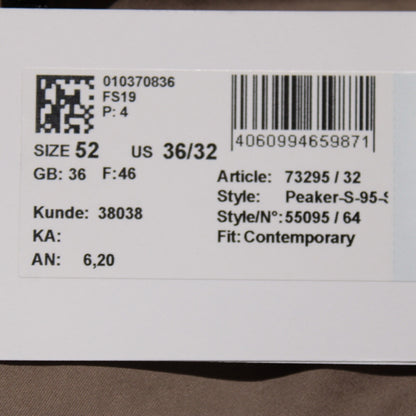 010370836
FS19
P: 4
4060994659871
SIZE 52 US 36/32
GB: 36 F:46
Article: 73295 / 32
Style: Peaker-S-95-S
Kunde: 38038
Style/N°: 55095 / 64
KA:
Fit: Contemporary
AN: 6,20